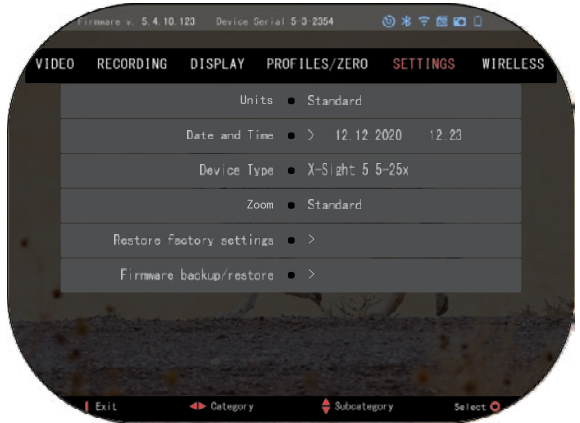 Firmware v. 5.4.10.123 Device Serial 5-3-2354
VIDEO RECORDING DISPLAY PROFILES/ZERO SETTINGS WIRELESS
Units ● Standard
Date and Time ● > 12.12.2020 12.23
Device Type ● X-Sight 5 5-25x
Zoom ● Standard
Restore factory settings ● >
Firmware backup/restore ● >
Exit Category Subcategory Select